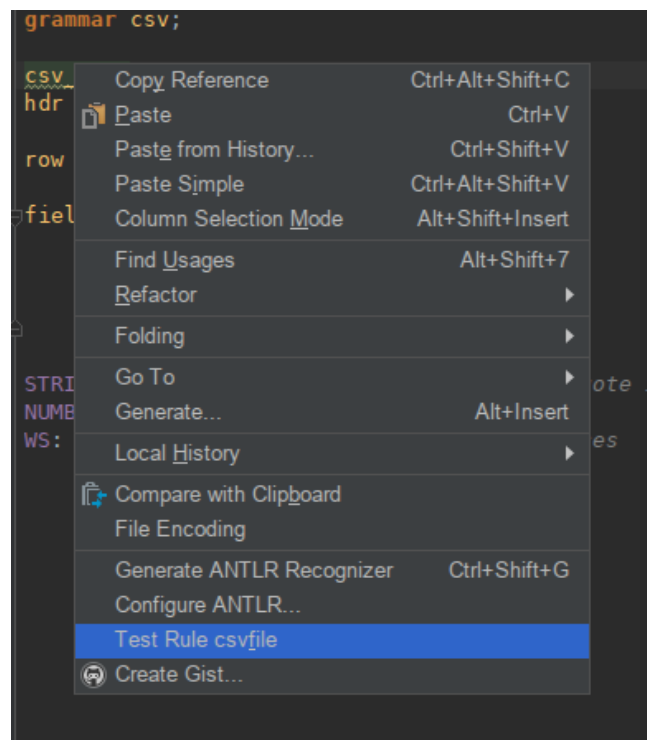 grammar csv;
csv_
Copy Reference Ctrl+Alt+Shift+C
hdr
Paste Ctrl+V
row
Paste from History... Ctrl+Shift+V
Paste Simple Ctrl+Alt+Shift+V
fiel
Column Selection Mode Alt+Shift+Insert
Find Usages Alt+Shift+7
Refactor
Folding
Go To
STRI
ote
Generate... Alt+Insert
NUMB
WS:
es
Local History
Compare with Clipboard
File Encoding
Generate ANTLR Recognizer Ctrl+Shift+G
Configure ANTLR...
Test Rule csvfile
Create Gist...